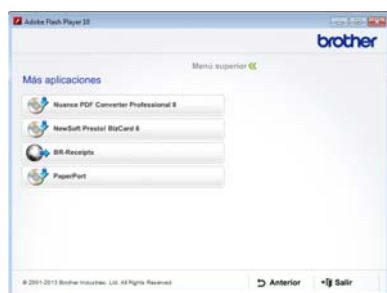 Adobe Flash Player 10
brother
Menú superior
Más aplicaciones
Nuance PDF Converter Professional 8
NewSoft Presto! BizCard 6
BR-Receipts
PaperPort
© 2001-2013 Brother Industries, Ltd. All Rights Reserved.
Anterior
Salir